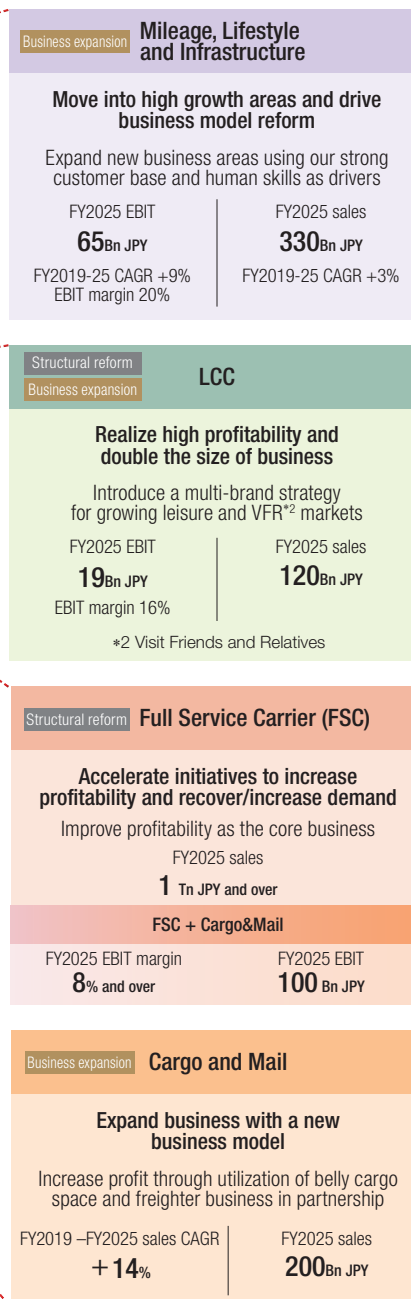 Business expansion
Mileage, Lifestyle
and Infrastructure
Move into high growth areas and drive
business model reform
Expand new business areas using our strong
customer base and human skills as drivers
FY2025 EBIT
65Bn JPY
FY2019-25 CAGR +9%
EBIT margin 20%
FY2025 sales
330Bn JPY
FY2019-25 CAGR +3%
Structural reform
Business expansion
LCC
Realize high profitability and
double the size of business
Introduce a multi-brand strategy
for growing leisure and VFR*2 markets
FY2025 EBIT
19Bn JPY
EBIT margin 16%
FY2025 sales
120Bn JPY
*2 Visit Friends and Relatives
Structural reform
Full Service Carrier (FSC)
Accelerate initiatives to increase
profitability and recover/increase demand
Improve profitability as the core business
FY2025 sales
1 Tn JPY and over
FSC + Cargo&Mail
FY2025 EBIT margin
8% and over
FY2025 EBIT
100 Bn JPY
Business expansion
Cargo and Mail
Expand business with a new
business model
Increase profit through utilization of belly cargo
space and freighter business in partnership
FY2019 –FY2025 sales CAGR
+14%
FY2025 sales
200Bn JPY